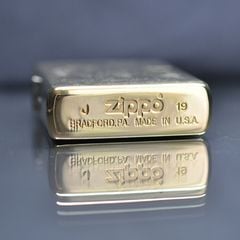 J zippo 19
BRADFORD,PA. MADE IN U.S.A.